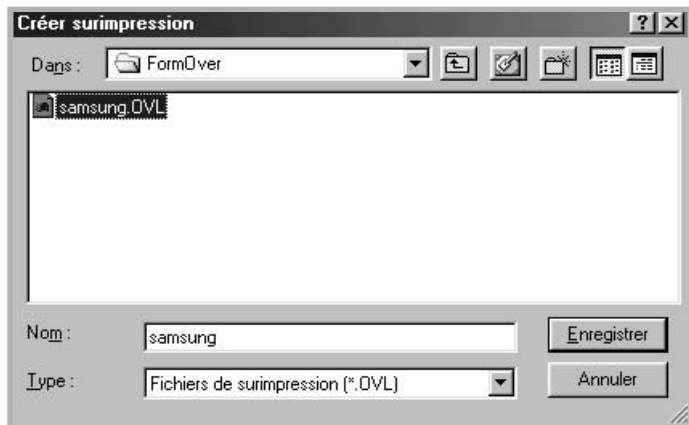 Créer surimpression
Dans : FormOver
samsung.OVL
Nom : samsung Enregistrer
Type : Fichiers de surimpression (*.OVL) Annuler